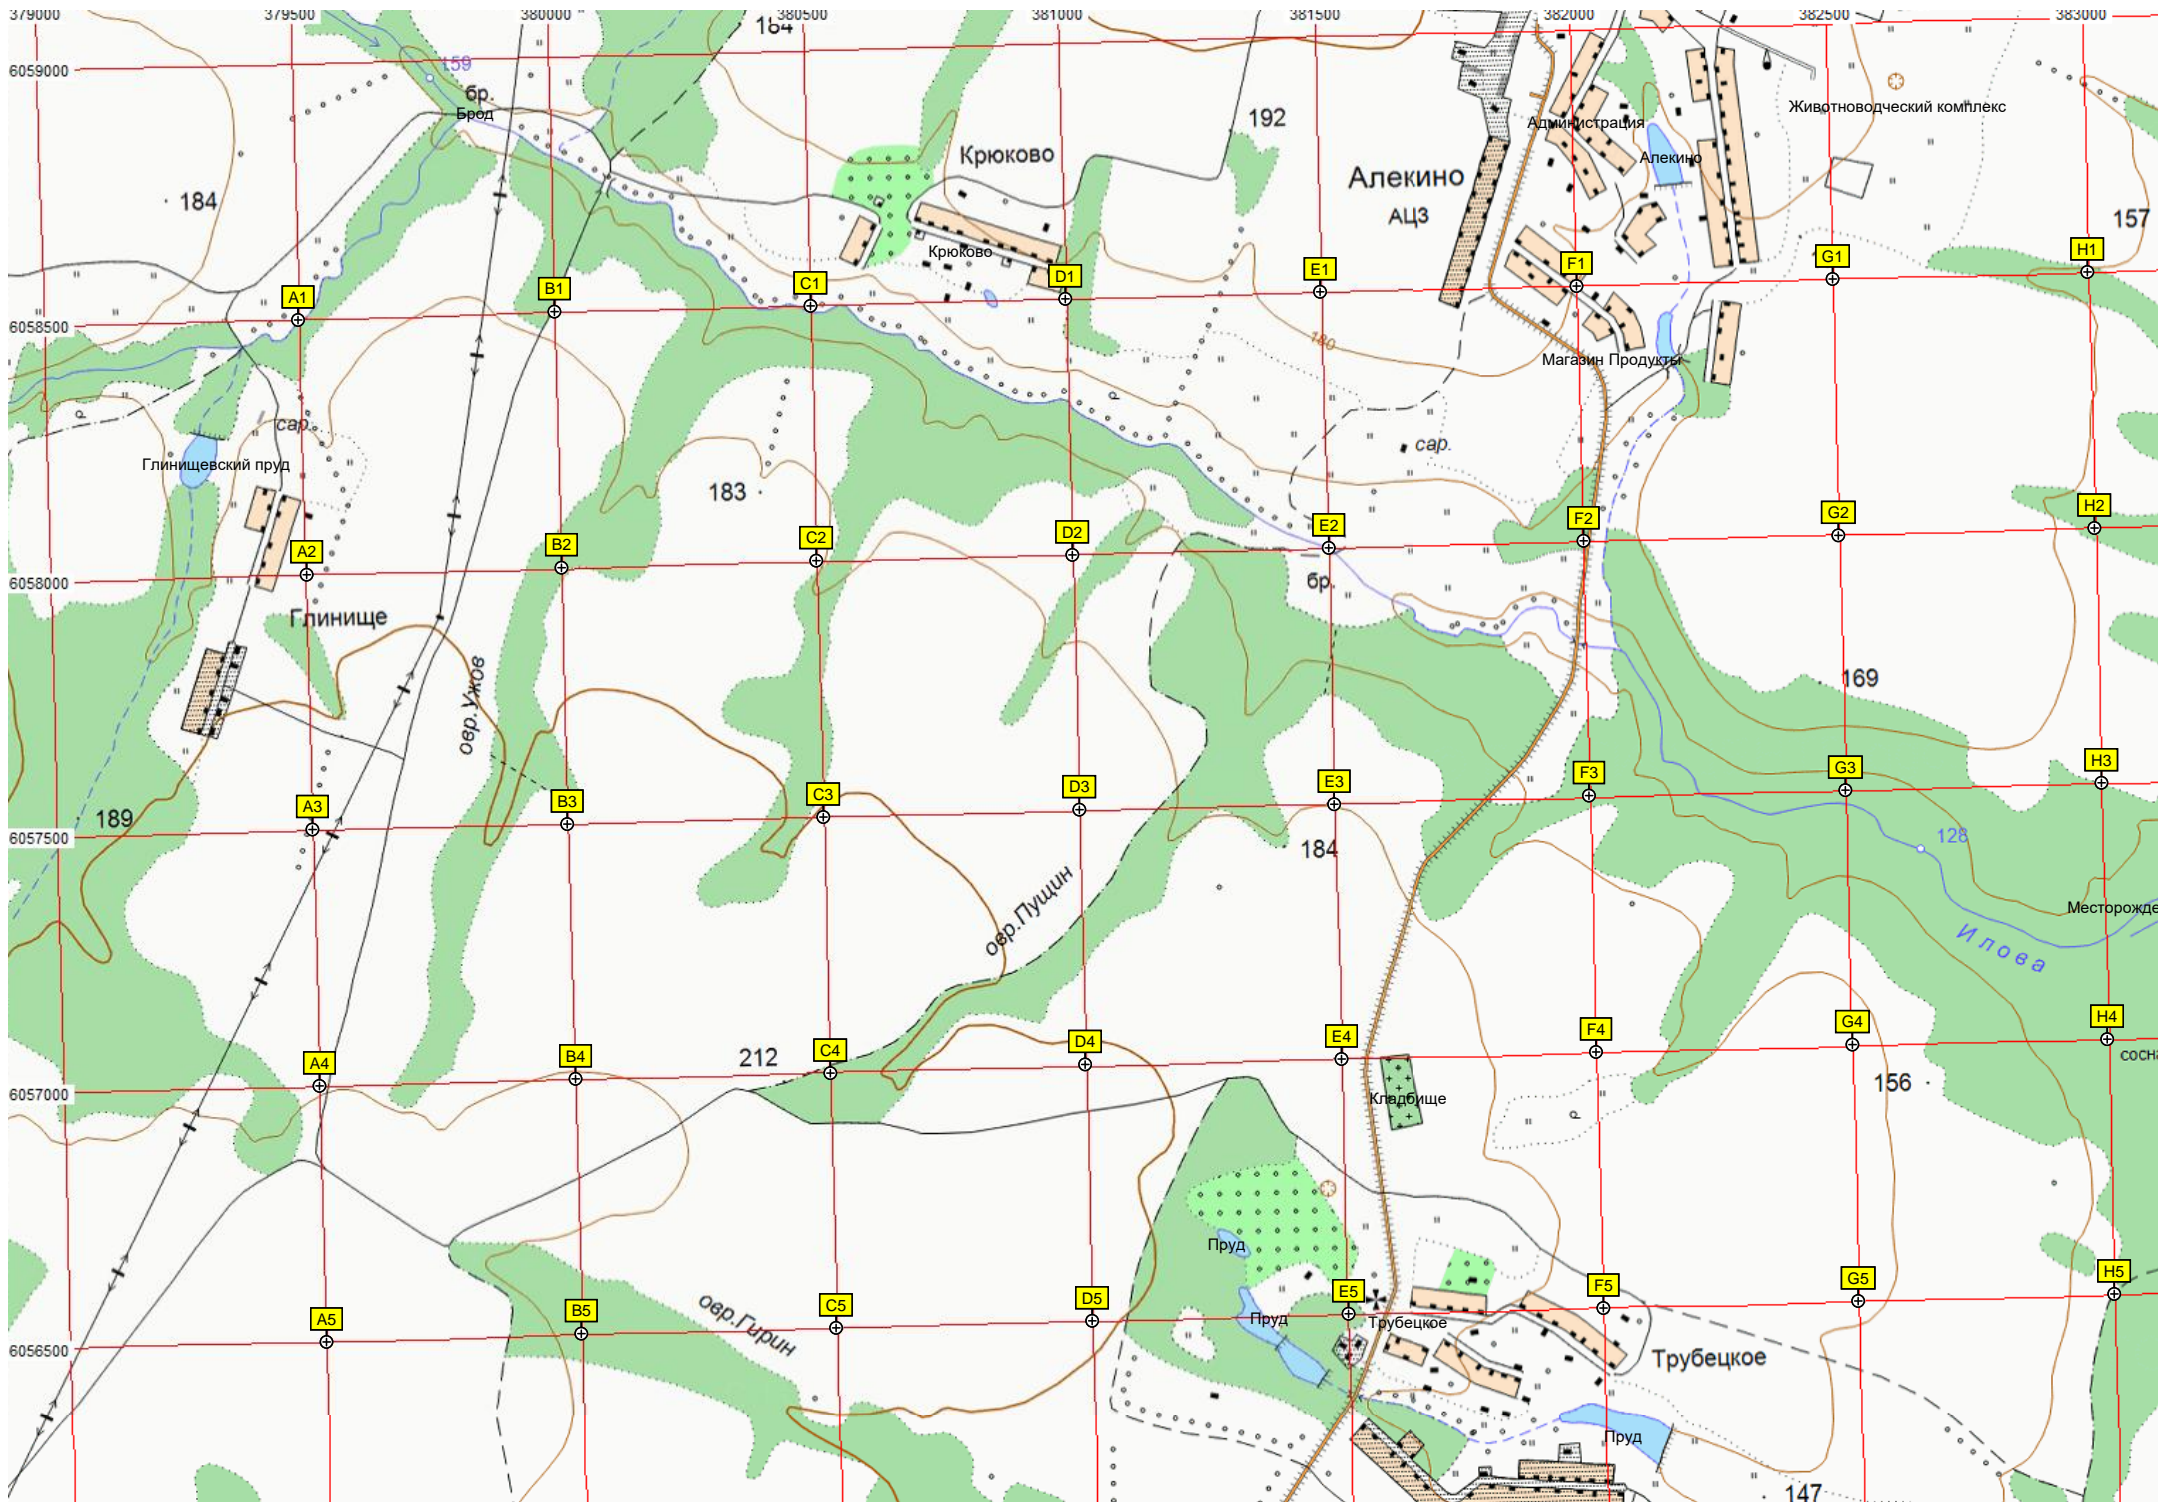 379000 379500 380000 380500 381000 381500 382000 382500 383000
164
159
6059000
бр.
Брод
192
Животноводческий комплекс
Администрация
Крюково
Алекино
Алекино
184
АЦЗ
157
Крюково
H1
G1
F1
E1
D1
C1
B1
A1
6058500
180
Магазин Продукты
сар.
сар.
Глинищевский пруд
183
H2
G2
F2
E2
D2
C2
B2
A2
6058000
бр.
Глинище
169
овр.Ужов
H3
G3
F3
E3
D3
C3
B3
A3
189
6057500
128
184
Месторожде
овр.Пущин
Илова
H4
G4
F4
E4
D4
C4
B4
A4
212
сосна
156
6057000
Кладбище
Пруд
H5
G5
F5
E5
D5
C5
B5
A5
Пруд
Трубецкое
овр.Гирин
6056500
Трубецкое
Пруд
147